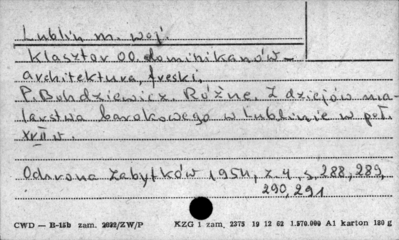 Lublin m. woj.
Klasztor OO. dominikanów –
architektura, freski.
P. Bohdziewicz. Różne. Z dziejów ma-
larstwa barokowego w Lublinie w poł.
XVII w.
Ochrona Zabytków 1954, z. 4, s. 288, 289,
290, 291
CWD — B-15b zam. 2022/ZW/P KZG 1 zam. 2375 19 12 62 1.570.000 A1 karton 180 g